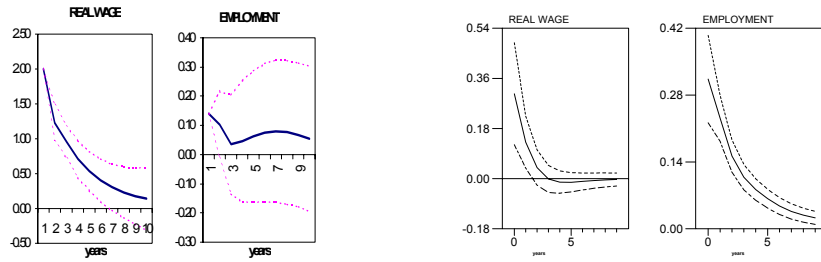 REAL WAGE
2.50
2.00
1.50
1.00
0.50
0.00
-0.50
1 2 3 4 5 6 7 8 9 10
years
EMPLOYMENT
0.40
0.30
0.20
0.10
0.00
-0.10
-0.20
-0.30
1 3 5 7 9
years
REAL WAGE
0.54
0.36
0.18
0.00
-0.18
0 5
years
EMPLOYMENT
0.42
0.28
0.14
0.00
0 5
years